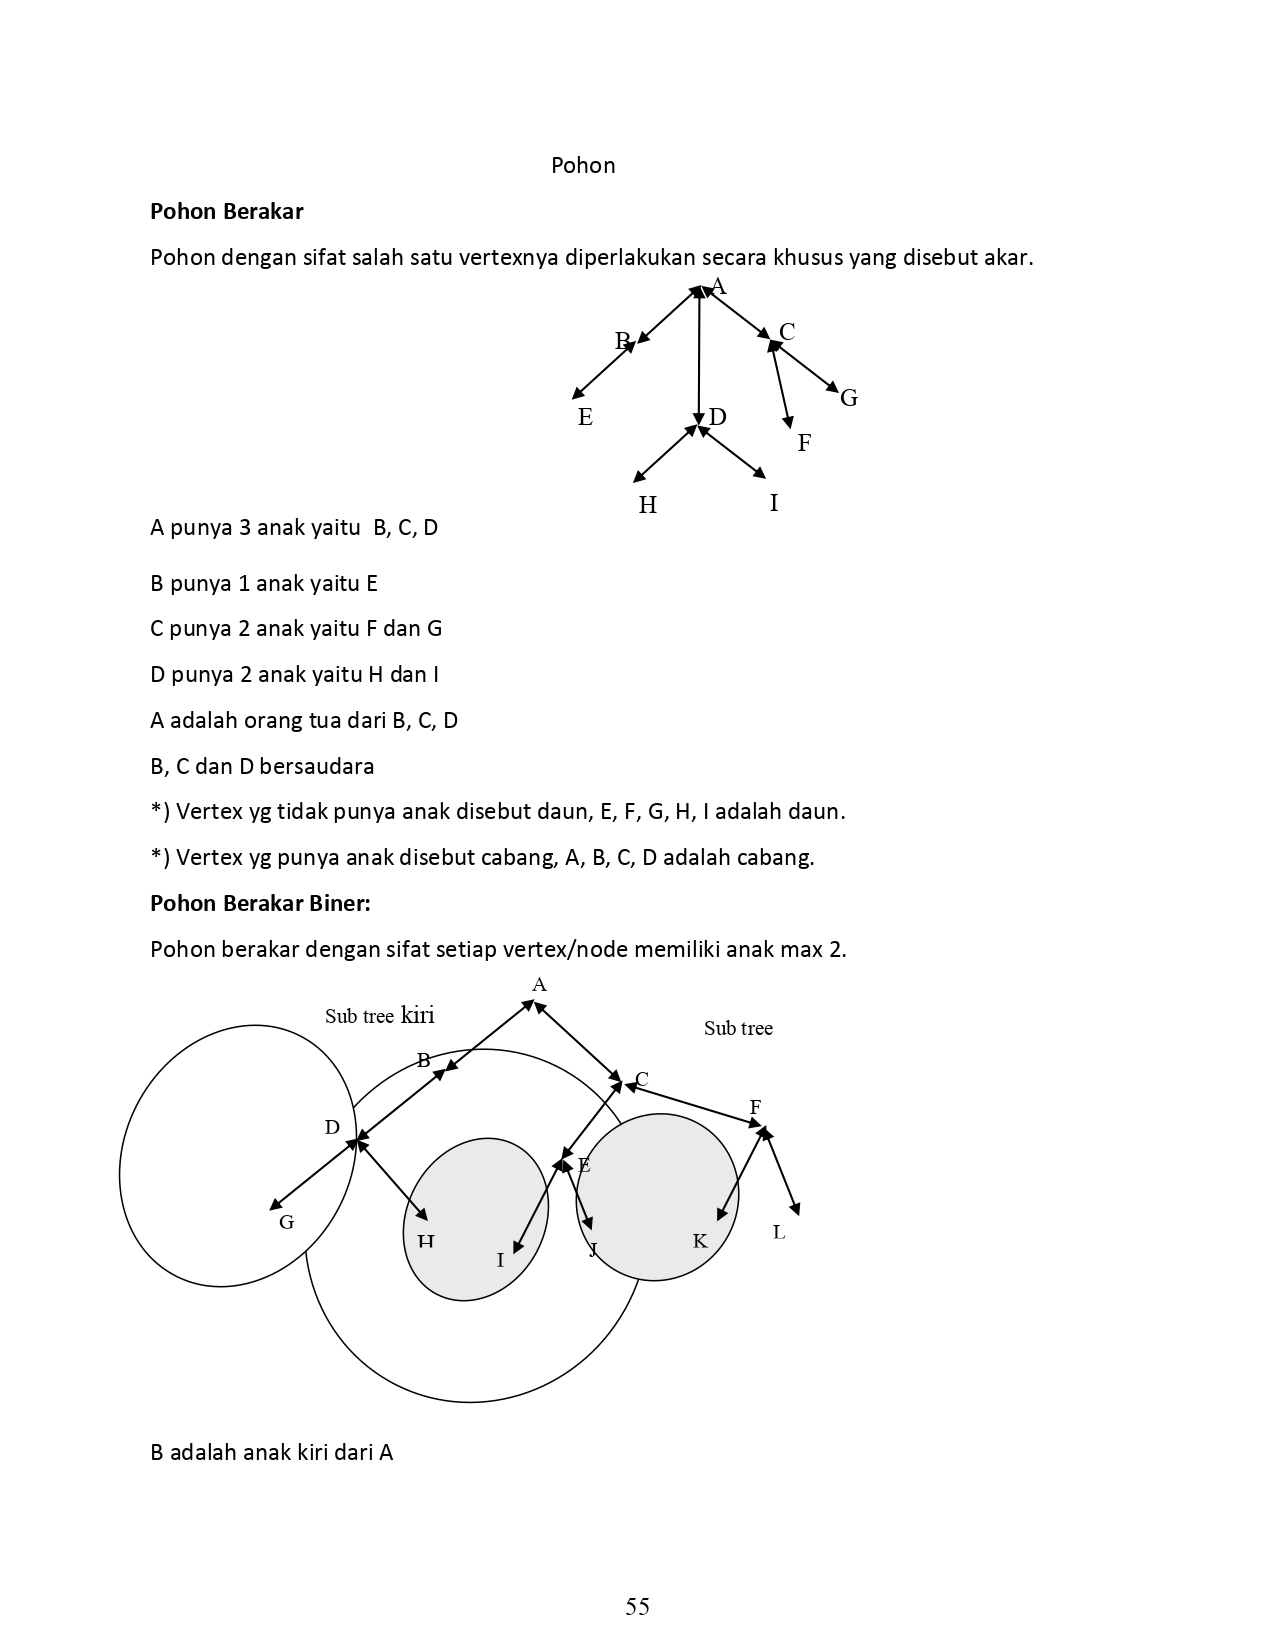 Pohon
Pohon Berakar
Pohon dengan sifat salah satu vertexnya diperlakukan secara khusus yang disebut akar.
A
B
C
G
E
D
F
H
I
A punya 3 anak yaitu  B, C, D
B punya 1 anak yaitu E
C punya 2 anak yaitu F dan G
D punya 2 anak yaitu H dan I
A adalah orang tua dari B, C, D
B, C dan D bersaudara
*) Vertex yg tidak punya anak disebut daun, E, F, G, H, I adalah daun.
*) Vertex yg punya anak disebut cabang, A, B, C, D adalah cabang.
Pohon Berakar Biner:
Pohon berakar dengan sifat setiap vertex/node memiliki anak max 2.
A
Sub tree kiri
Sub tree
B
C
F
D
E
G
H
I
J
K
L
B adalah anak kiri dari A
55